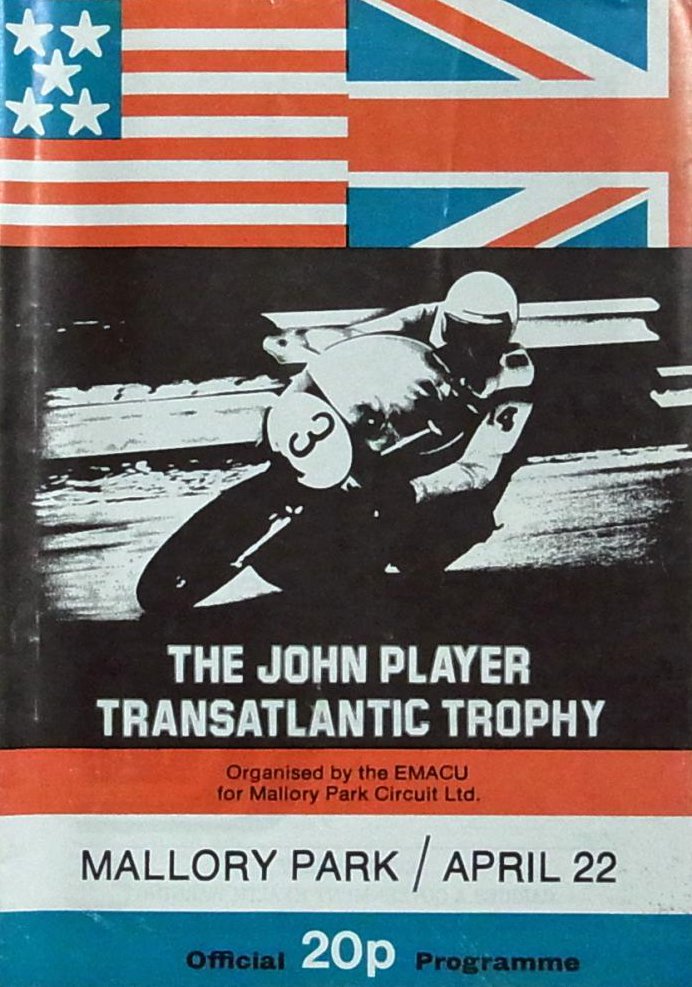 3
4
THE JOHN PLAYER
TRANSATLANTIC TROPHY
Organised by the EMACU
for Mallory Park Circuit Ltd.
MALLORY PARK / APRIL 22
Official 20p Programme